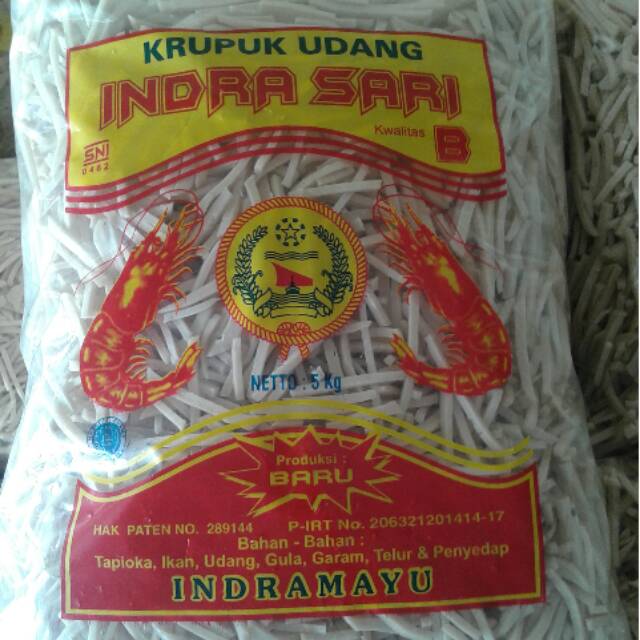 KRUPUK UDANG
INDRA SARI
Kwalitas B
SNI
0462
NETTO : 5 Kg
Produksi :
BARU
HAK PATEN NO. 289144 P-IRT No. 206321201414-17
Bahan - Bahan :
Tapioka, Ikan, Udang, Gula, Garam, Telur & Penyedap
INDRAMAYU